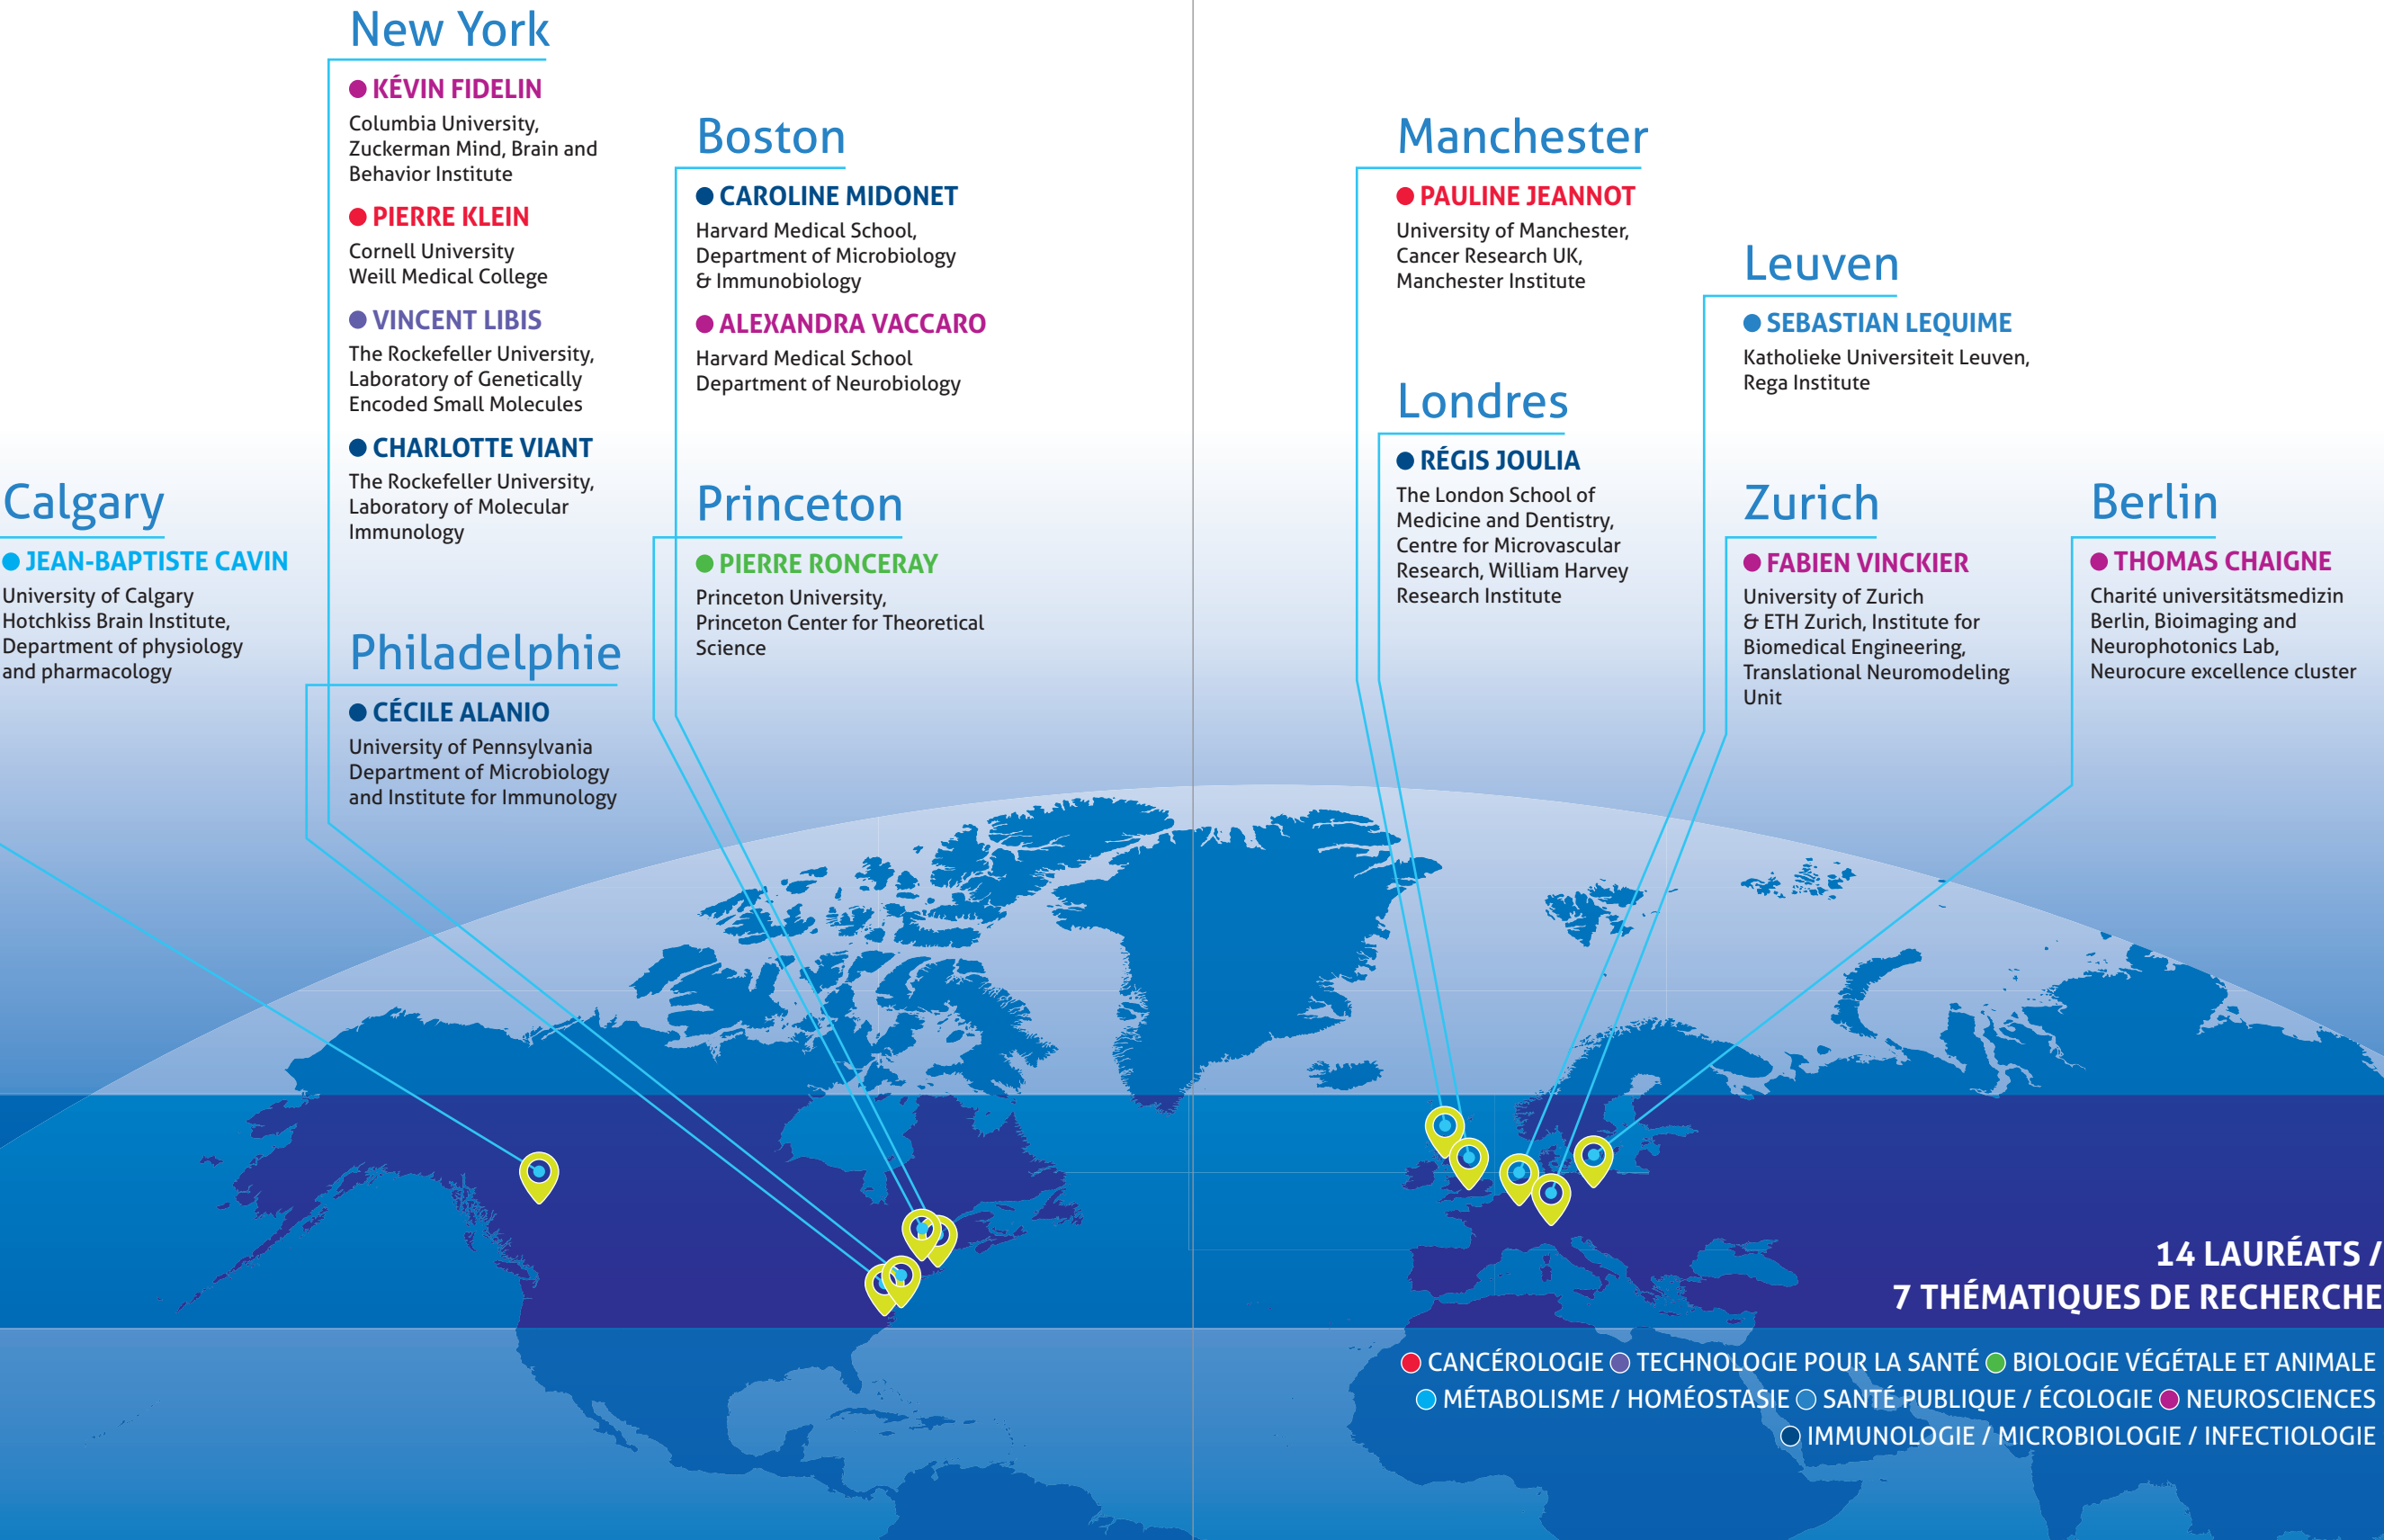 New York
KÉVIN FIDELIN
Columbia University,
Zuckerman Mind, Brain and
Behavior Institute
PIERRE KLEIN
Cornell University
Weill Medical College
VINCENT LIBIS
The Rockefeller University,
Laboratory of Genetically
Encoded Small Molecules
CHARLOTTE VIANT
The Rockefeller University,
Laboratory of Molecular
Immunology
Boston
CAROLINE MIDONET
Harvard Medical School,
Department of Microbiology
& Immunobiology
ALEXANDRA VACCARO
Harvard Medical School
Department of Neurobiology
Calgary
JEAN-BAPTISTE CAVIN
University of Calgary
Hotchkiss Brain Institute,
Department of physiology
and pharmacology
Philadelphie
CÉCILE ALANIO
University of Pennsylvania
Department of Microbiology
and Institute for Immunology
Princeton
PIERRE RONCERAY
Princeton University,
Princeton Center for Theoretical
Science
Manchester
PAULINE JEANNOT
University of Manchester,
Cancer Research UK,
Manchester Institute
Londres
RÉGIS JOULIA
The London School of
Medicine and Dentistry,
Centre for Microvascular
Research, William Harvey
Research Institute
Leuven
SEBASTIAN LEQUIME
Katholieke Universiteit Leuven,
Rega Institute
Zurich
FABIEN VINCKIER
University of Zurich
& ETH Zurich, Institute for
Biomedical Engineering,
Translational Neuromodeling
Unit
Berlin
THOMAS CHAIGNE
Charité universitätsmedizin
Berlin, Bioimaging and
Neurophotonics Lab,
Neurocure excellence cluster
14 LAURÉATS /
7 THÉMATIQUES DE RECHERCHE
CANCÉROLOGIE TECHNOLOGIE POUR LA SANTÉ BIOLOGIE VÉGÉTALE ET ANIMALE
MÉTABOLISME / HOMÉOSTASIE SANTÉ PUBLIQUE / ÉCOLOGIE NEUROSCIENCES
IMMUNOLOGIE / MICROBIOLOGIE / INFECTIOLOGIE